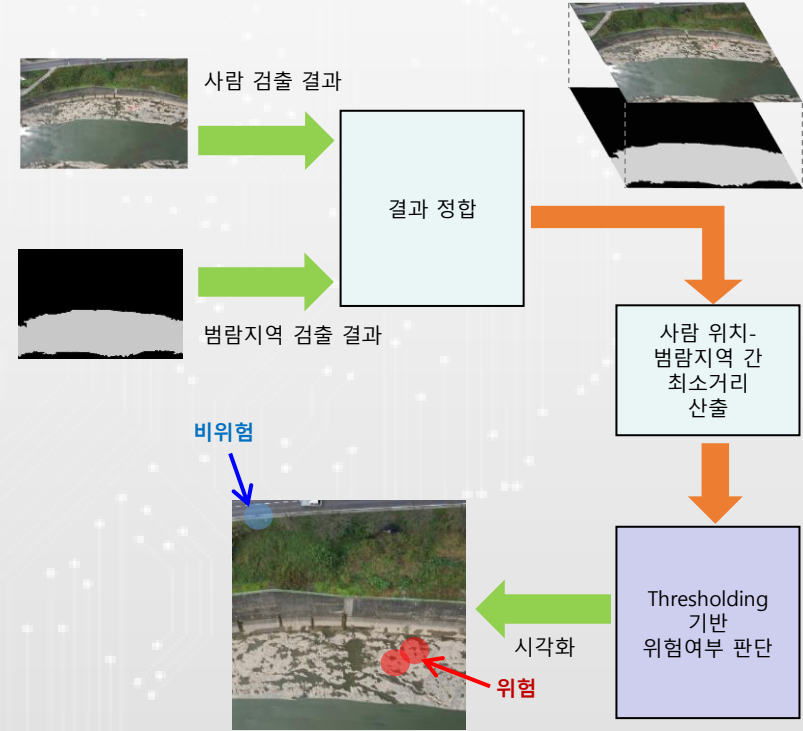 사람 검출 결과
결과 정합
범람지역 검출 결과
사람 위치-
범람지역 간
최소거리
산출
비위험
Thresholding
기반
위험여부 판단
시각화
위험